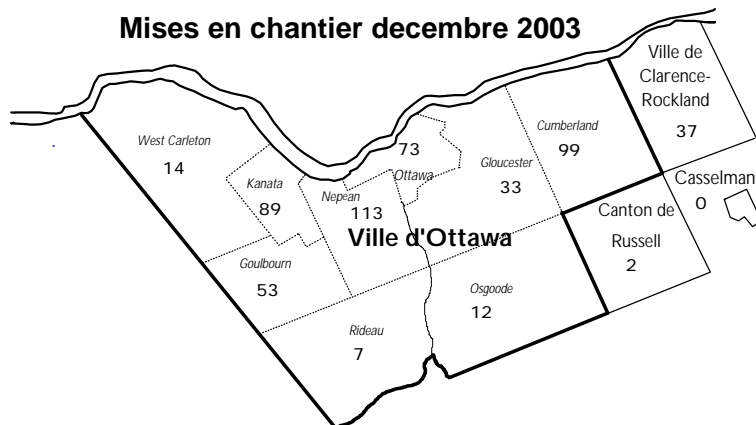 Mises en chantier decembre 2003
Ville de
Clarence-
Rockland
37
West Carleton
14
Kanata
89
Nepean
113
73
Ottawa
Gloucester
33
Cumberland
99
Casselman
0
Canton de
Russell
2
Ville d'Ottawa
Goulbourn
53
Osgoode
12
Rideau
7